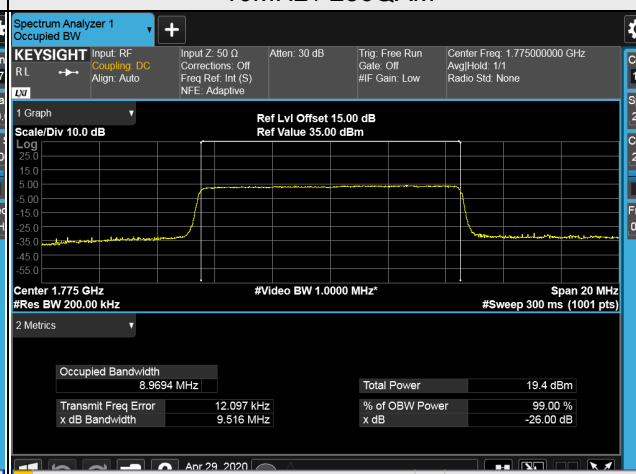 Spectrum Analyzer 1
Occupied BW
KEYSIGHT
RL
LXI
Input: RF
Coupling: DC
Align: Auto
Input Z: 50 Ω
Corrections: Off
Freq Ref: Int (S)
NFE: Adaptive
Atten: 30 dB
Trig: Free Run
Gate: Off
#IF Gain: Low
Center Freq: 1.775000000 GHz
Avg|Hold: 1/1
Radio Std: None
1 Graph
Scale/Div 10.0 dB
Ref Lvl Offset 15.00 dB
Ref Value 35.00 dBm
Log
25.0
15.0
5.00
-5.00
-15.0
-25.0
-35.0
-45.0
-55.0
Center 1.775 GHz
#Res BW 200.00 kHz
#Video BW 1.0000 MHz*
Span 20 MHz
#Sweep 300 ms (1001 pts)
2 Metrics
Occupied Bandwidth
8.9694 MHz
Transmit Freq Error 12.097 kHz
x dB Bandwidth 9.516 MHz
Total Power 19.4 dBm
% of OBW Power 99.00 %
x dB -26.00 dB
Apr 29, 2020